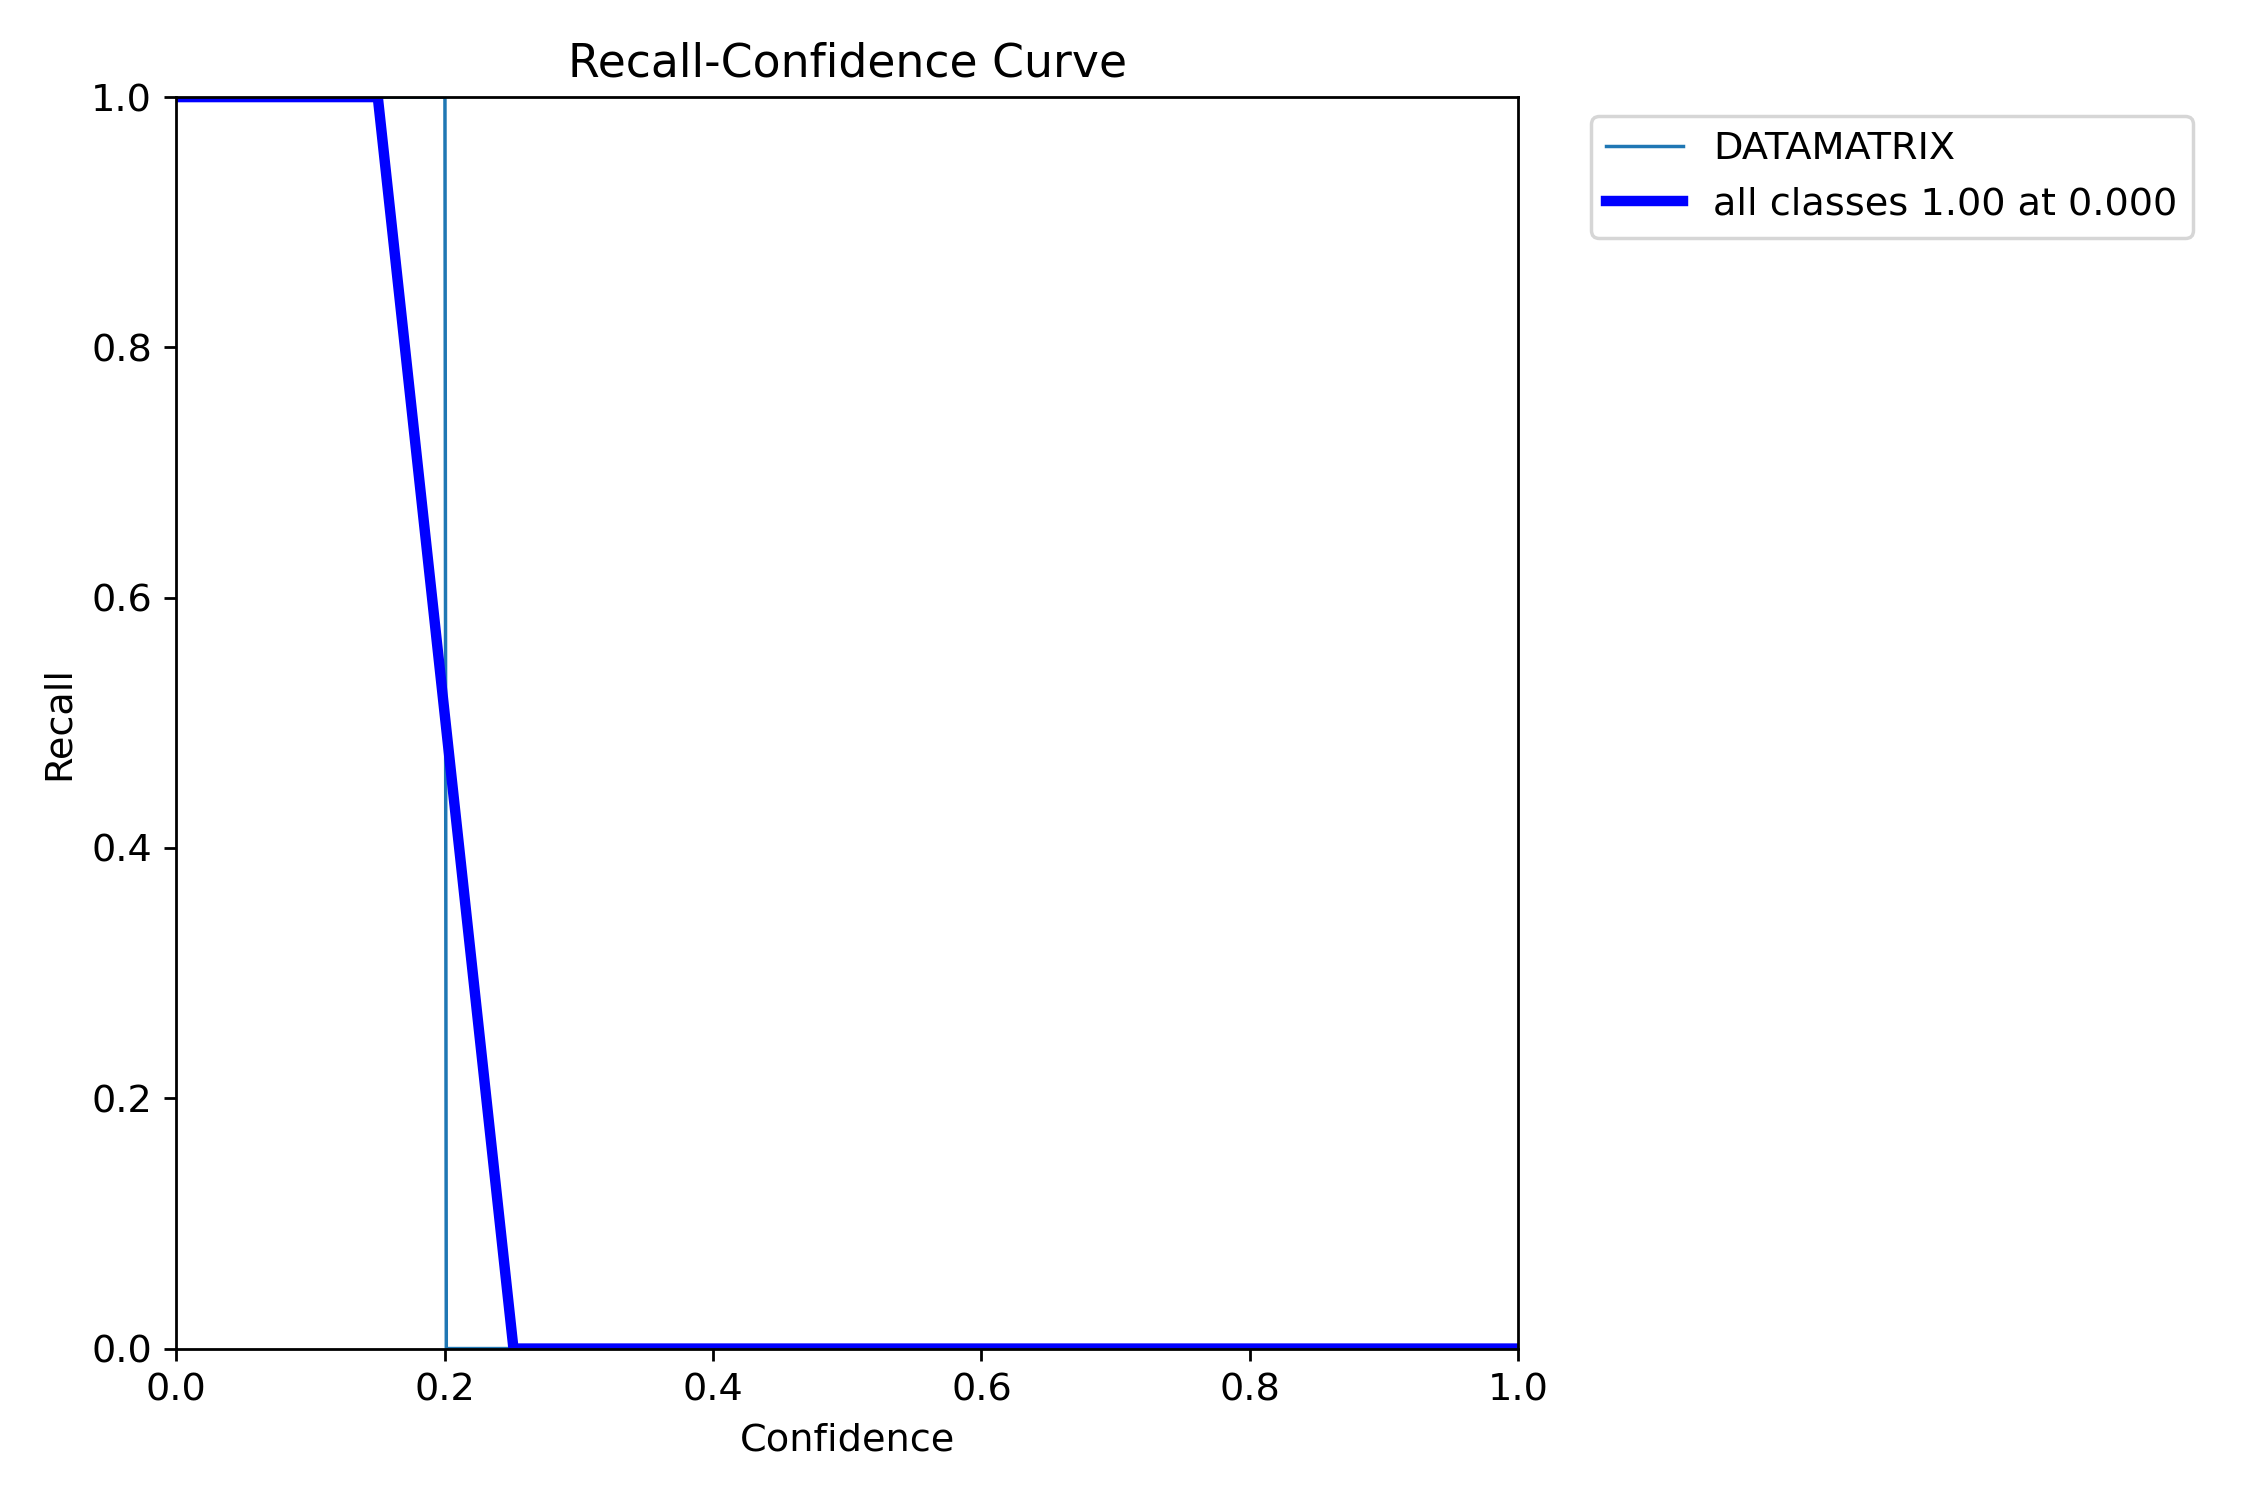 Recall-Confidence Curve
1.0
0.8
0.6
0.4
0.2
0.0
Recall
0.0 0.2 0.4 0.6 0.8 1.0
Confidence
DATAMATRIX
all classes 1.00 at 0.000